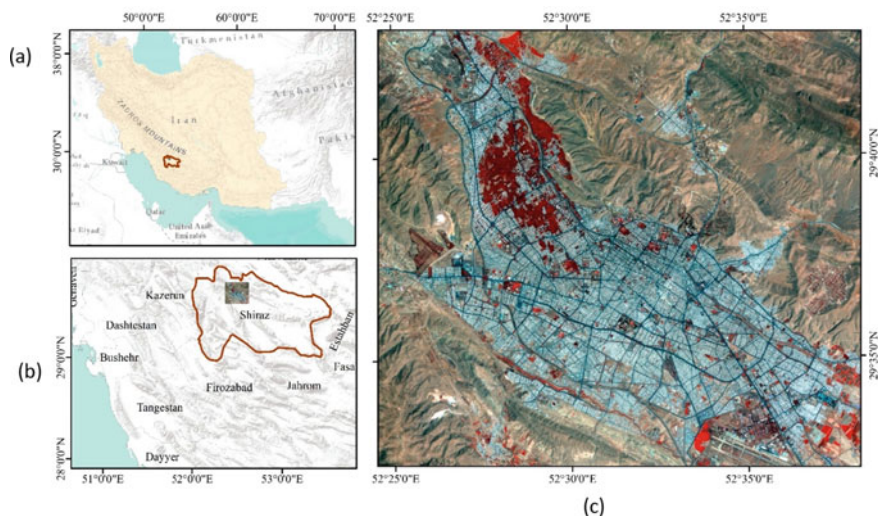 50°0'0"E 60°0'0"E 70°0'0"E
(a)
38°0'0"N
30°0'0"N
Turkmenistan
Afghanistan
Iran
ZAGROS MOUNTAINS
Kuwait
Qatar
United Arab
Emirates
(b)
Kazerun
Shiraz
Dashtestan
Estahban
Bushehr
Fasa
Firozabad
Jahrom
Tangestan
Dayyer
29°0'0"N
28°0'0"N
51°0'0"E 52°0'0"E 53°0'0"E
52°25'0"E 52°30'0"E 52°35'0"E
29°40'0"N
29°35'0"N
52°25'0"E 52°30'0"E 52°35'0"E
(c)